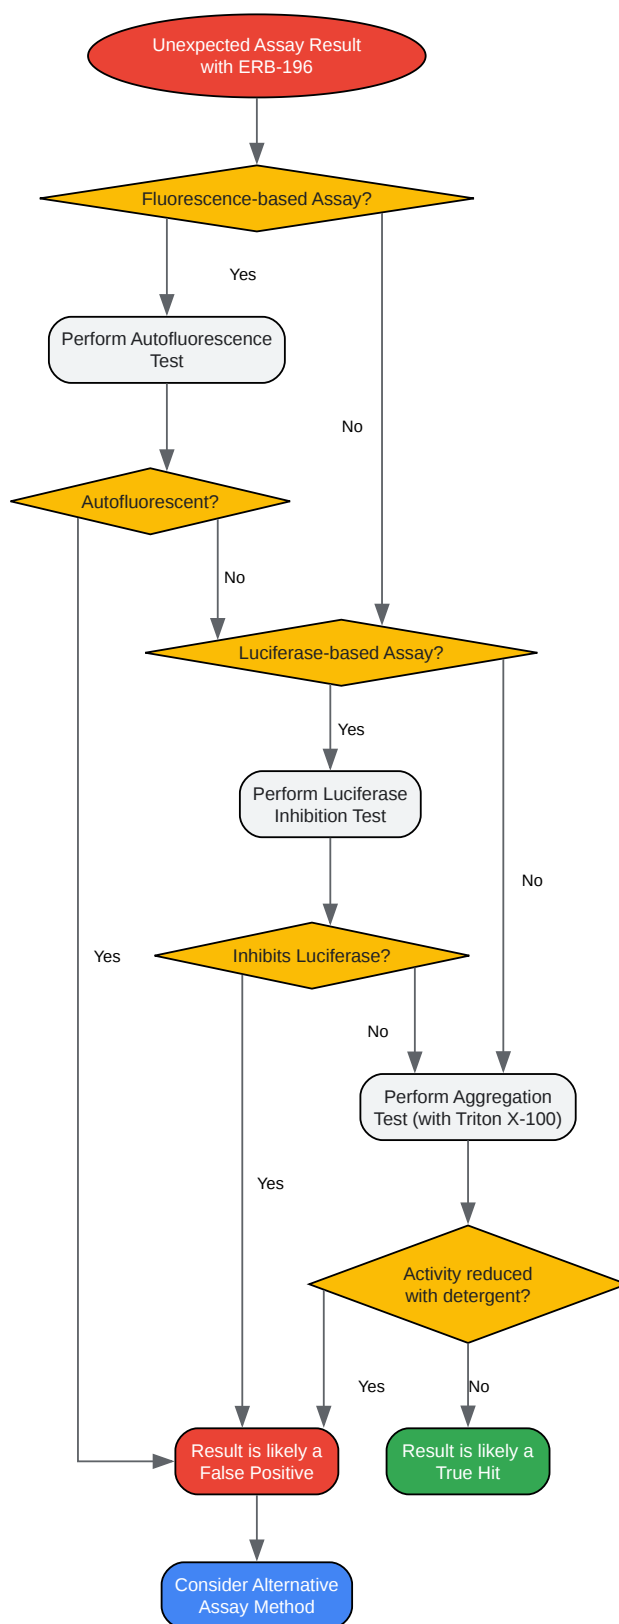 Unexpected Assay Result
with ERB-196
Fluorescence-based Assay?
Yes
Perform Autofluorescence
Test
No
Autofluorescent?
No
Luciferase-based Assay?
Yes
Perform Luciferase
Inhibition Test
No
Yes
Inhibits Luciferase?
No
Perform Aggregation
Test (with Triton X-100)
Yes
Activity reduced
with detergent?
Yes
No
Result is likely a
False Positive
Result is likely a
True Hit
Consider Alternative
Assay Method